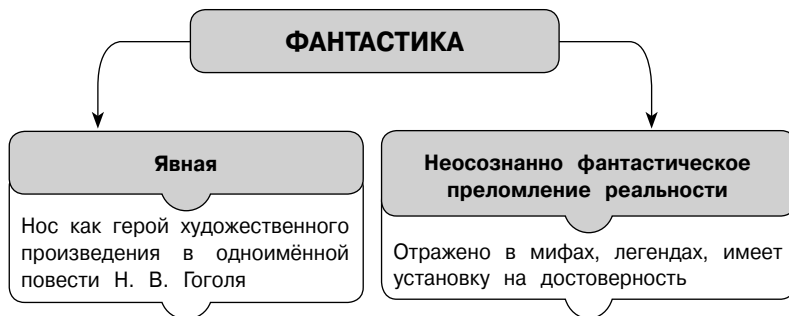 ФАНТАСТИКА
Явная
Нос как герой художественного
произведения в одноимённой
повести Н. В. Гоголя
Неосознанно фантастическое
преломление реальности
Отражено в мифах, легендах, имеет
установку на достоверность